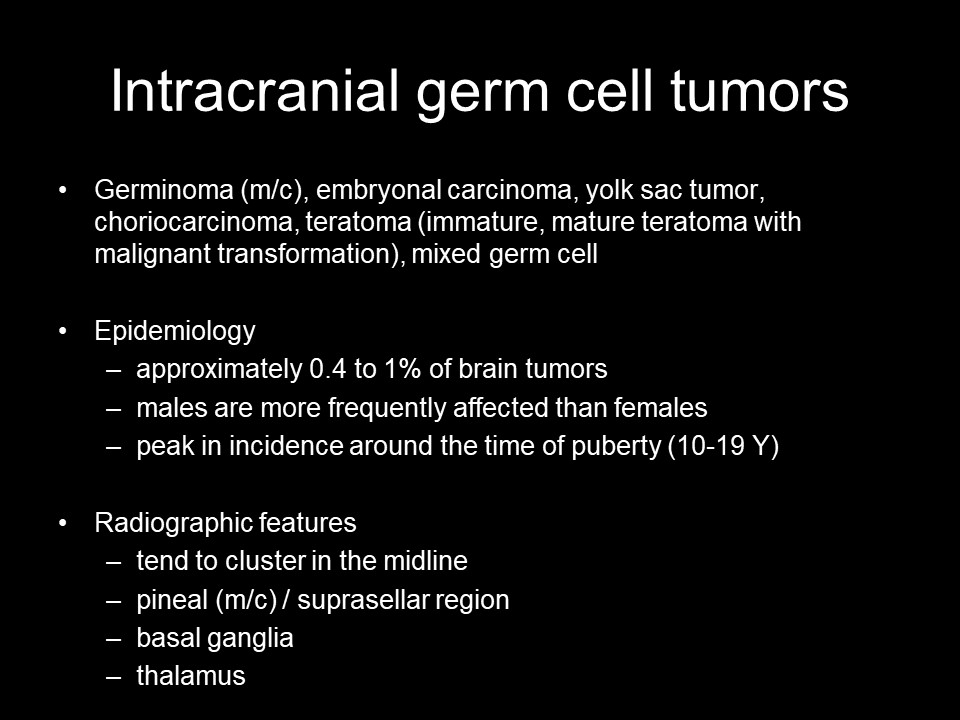 Intracranial germ cell tumors
• Germinoma (m/c), embryonal carcinoma, yolk sac tumor,
choriocarcinoma, teratoma (immature, mature teratoma with
malignant transformation), mixed germ cell
• Epidemiology
– approximately 0.4 to 1% of brain tumors
– males are more frequently affected than females
– peak in incidence around the time of puberty (10-19 Y)
• Radiographic features
– tend to cluster in the midline
– pineal (m/c) / suprasellar region
– basal ganglia
– thalamus